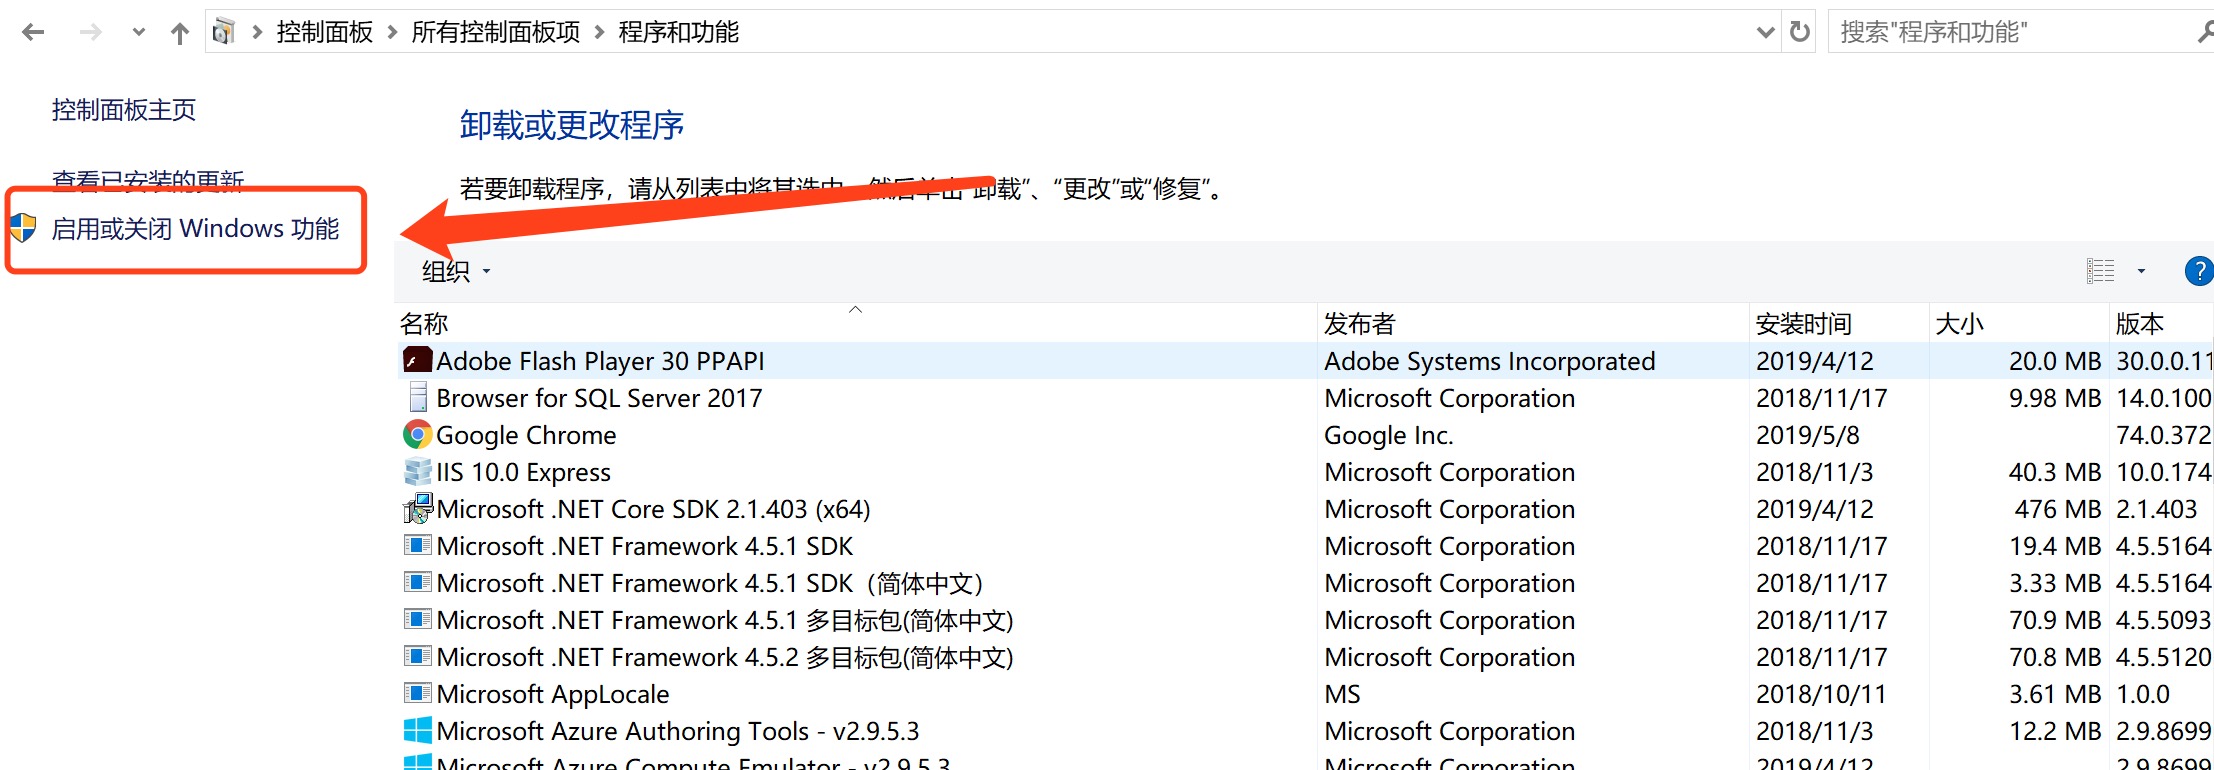 控制面板 所有控制面板项 程序和功能
搜索"程序和功能"
控制面板主页
查看已安装的更新
启用或关闭 Windows 功能
卸载或更改程序
若要卸载程序，请从列表中将其选中，然后单击“卸载”、“更改”或“修复”。
组织
名称 发布者 安装时间 大小 版本
Adobe Flash Player 30 PPAPI Adobe Systems Incorporated 2019/4/12 20.0 MB 30.0.0.11
Browser for SQL Server 2017 Microsoft Corporation 2018/11/17 9.98 MB 14.0.100
Google Chrome Google Inc. 2019/5/8 74.0.372
IIS 10.0 Express Microsoft Corporation 2018/11/3 40.3 MB 10.0.174
Microsoft .NET Core SDK 2.1.403 (x64) Microsoft Corporation 2019/4/12 476 MB 2.1.403
Microsoft .NET Framework 4.5.1 SDK Microsoft Corporation 2018/11/17 19.4 MB 4.5.5164
Microsoft .NET Framework 4.5.1 SDK（简体中文） Microsoft Corporation 2018/11/17 3.33 MB 4.5.5164
Microsoft .NET Framework 4.5.1 多目标包(简体中文) Microsoft Corporation 2018/11/17 70.9 MB 4.5.5093
Microsoft .NET Framework 4.5.2 多目标包(简体中文) Microsoft Corporation 2018/11/17 70.8 MB 4.5.5120
Microsoft AppLocale MS 2018/10/11 3.61 MB 1.0.0
Microsoft Azure Authoring Tools - v2.9.5.3 Microsoft Corporation 2018/11/3 12.2 MB 2.9.8699
Microsoft Azure Compute Emulator - v2.9.5.3 Microsoft Corporation 2019/4/12 2.9.8699